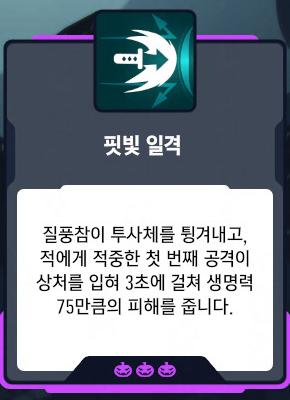 핏빛 일격
질풍참이 투사체를 튕겨내고,
적에게 적중한 첫 번째 공격이
상처를 입혀 3초에 걸쳐 생명력
75만큼의 피해를 줍니다.